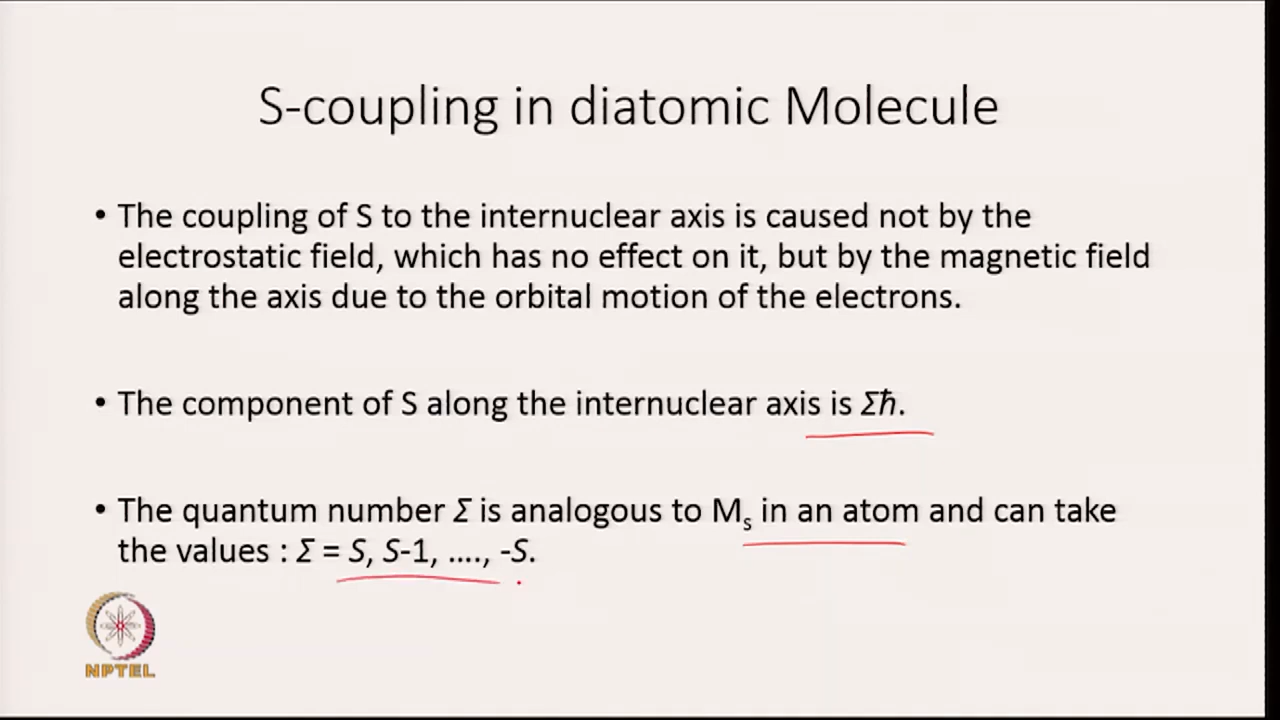 S-coupling in diatomic Molecule
• The coupling of S to the internuclear axis is caused not by the
electrostatic field, which has no effect on it, but by the magnetic field
along the axis due to the orbital motion of the electrons.
• The component of S along the internuclear axis is Σħ.
• The quantum number Σ is analogous to Ms in an atom and can take
the values : Σ = S, S-1, ...., -S.
NPTEL